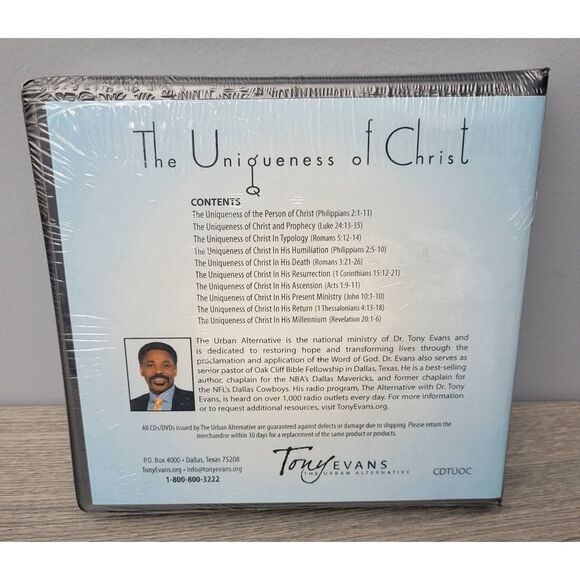 The Uniqueness of Christ
CONTENTS
The Uniqueness of the Person of Christ (Philippians 2:1-11)
The Uniqueness of Christ and Prophecy (Luke 24:13-35)
The Uniqueness of Christ In Typology (Romans 5:12-14)
The Uniqueness of Christ In His Humiliation (Philippians 2:5-10)
The Uniqueness of Christ In His Death (Romans 3:21-26)
The Uniqueness of Christ In His Resurrection (1 Corinthians 15:12-21)
The Uniqueness of Christ In His Ascension (Acts 1:9-11)
The Uniqueness of Christ In His Present Ministry (John 10:1-10)
The Uniqueness of Christ In His Return (1 Thessalonians 4:13-18)
The Uniqueness of Christ In His Millennium (Revelation 20:1-6)
The Urban Alternative is the national ministry of Dr. Tony Evans and
is dedicated to restoring hope and transforming lives through the
proclamation and application of the Word of God. Dr. Evans also serves as
senior pastor of Oak Cliff Bible Fellowship in Dallas, Texas. He is a best-selling
author, chaplain for the NBA's Dallas Mavericks, and former chaplain for
the NFL's Dallas Cowboys. His radio program, The Alternative with Dr. Tony
Evans, is heard on over 1,000 radio outlets every day. For more information
or to request additional resources, visit TonyEvans.org.
All CDs/DVDs issued by The Urban Alternative are guaranteed against defects or damage due to shipping. Please return the
merchandise within 30 days for a replacement of the same product or products.
P.O. Box 4000 • Dallas, Texas 75208
TonyEvans.org • info@tonyevans.org
1-800-800-3222
Tony EVANS
THE URBAN ALTERNATIVE
CDTUOC